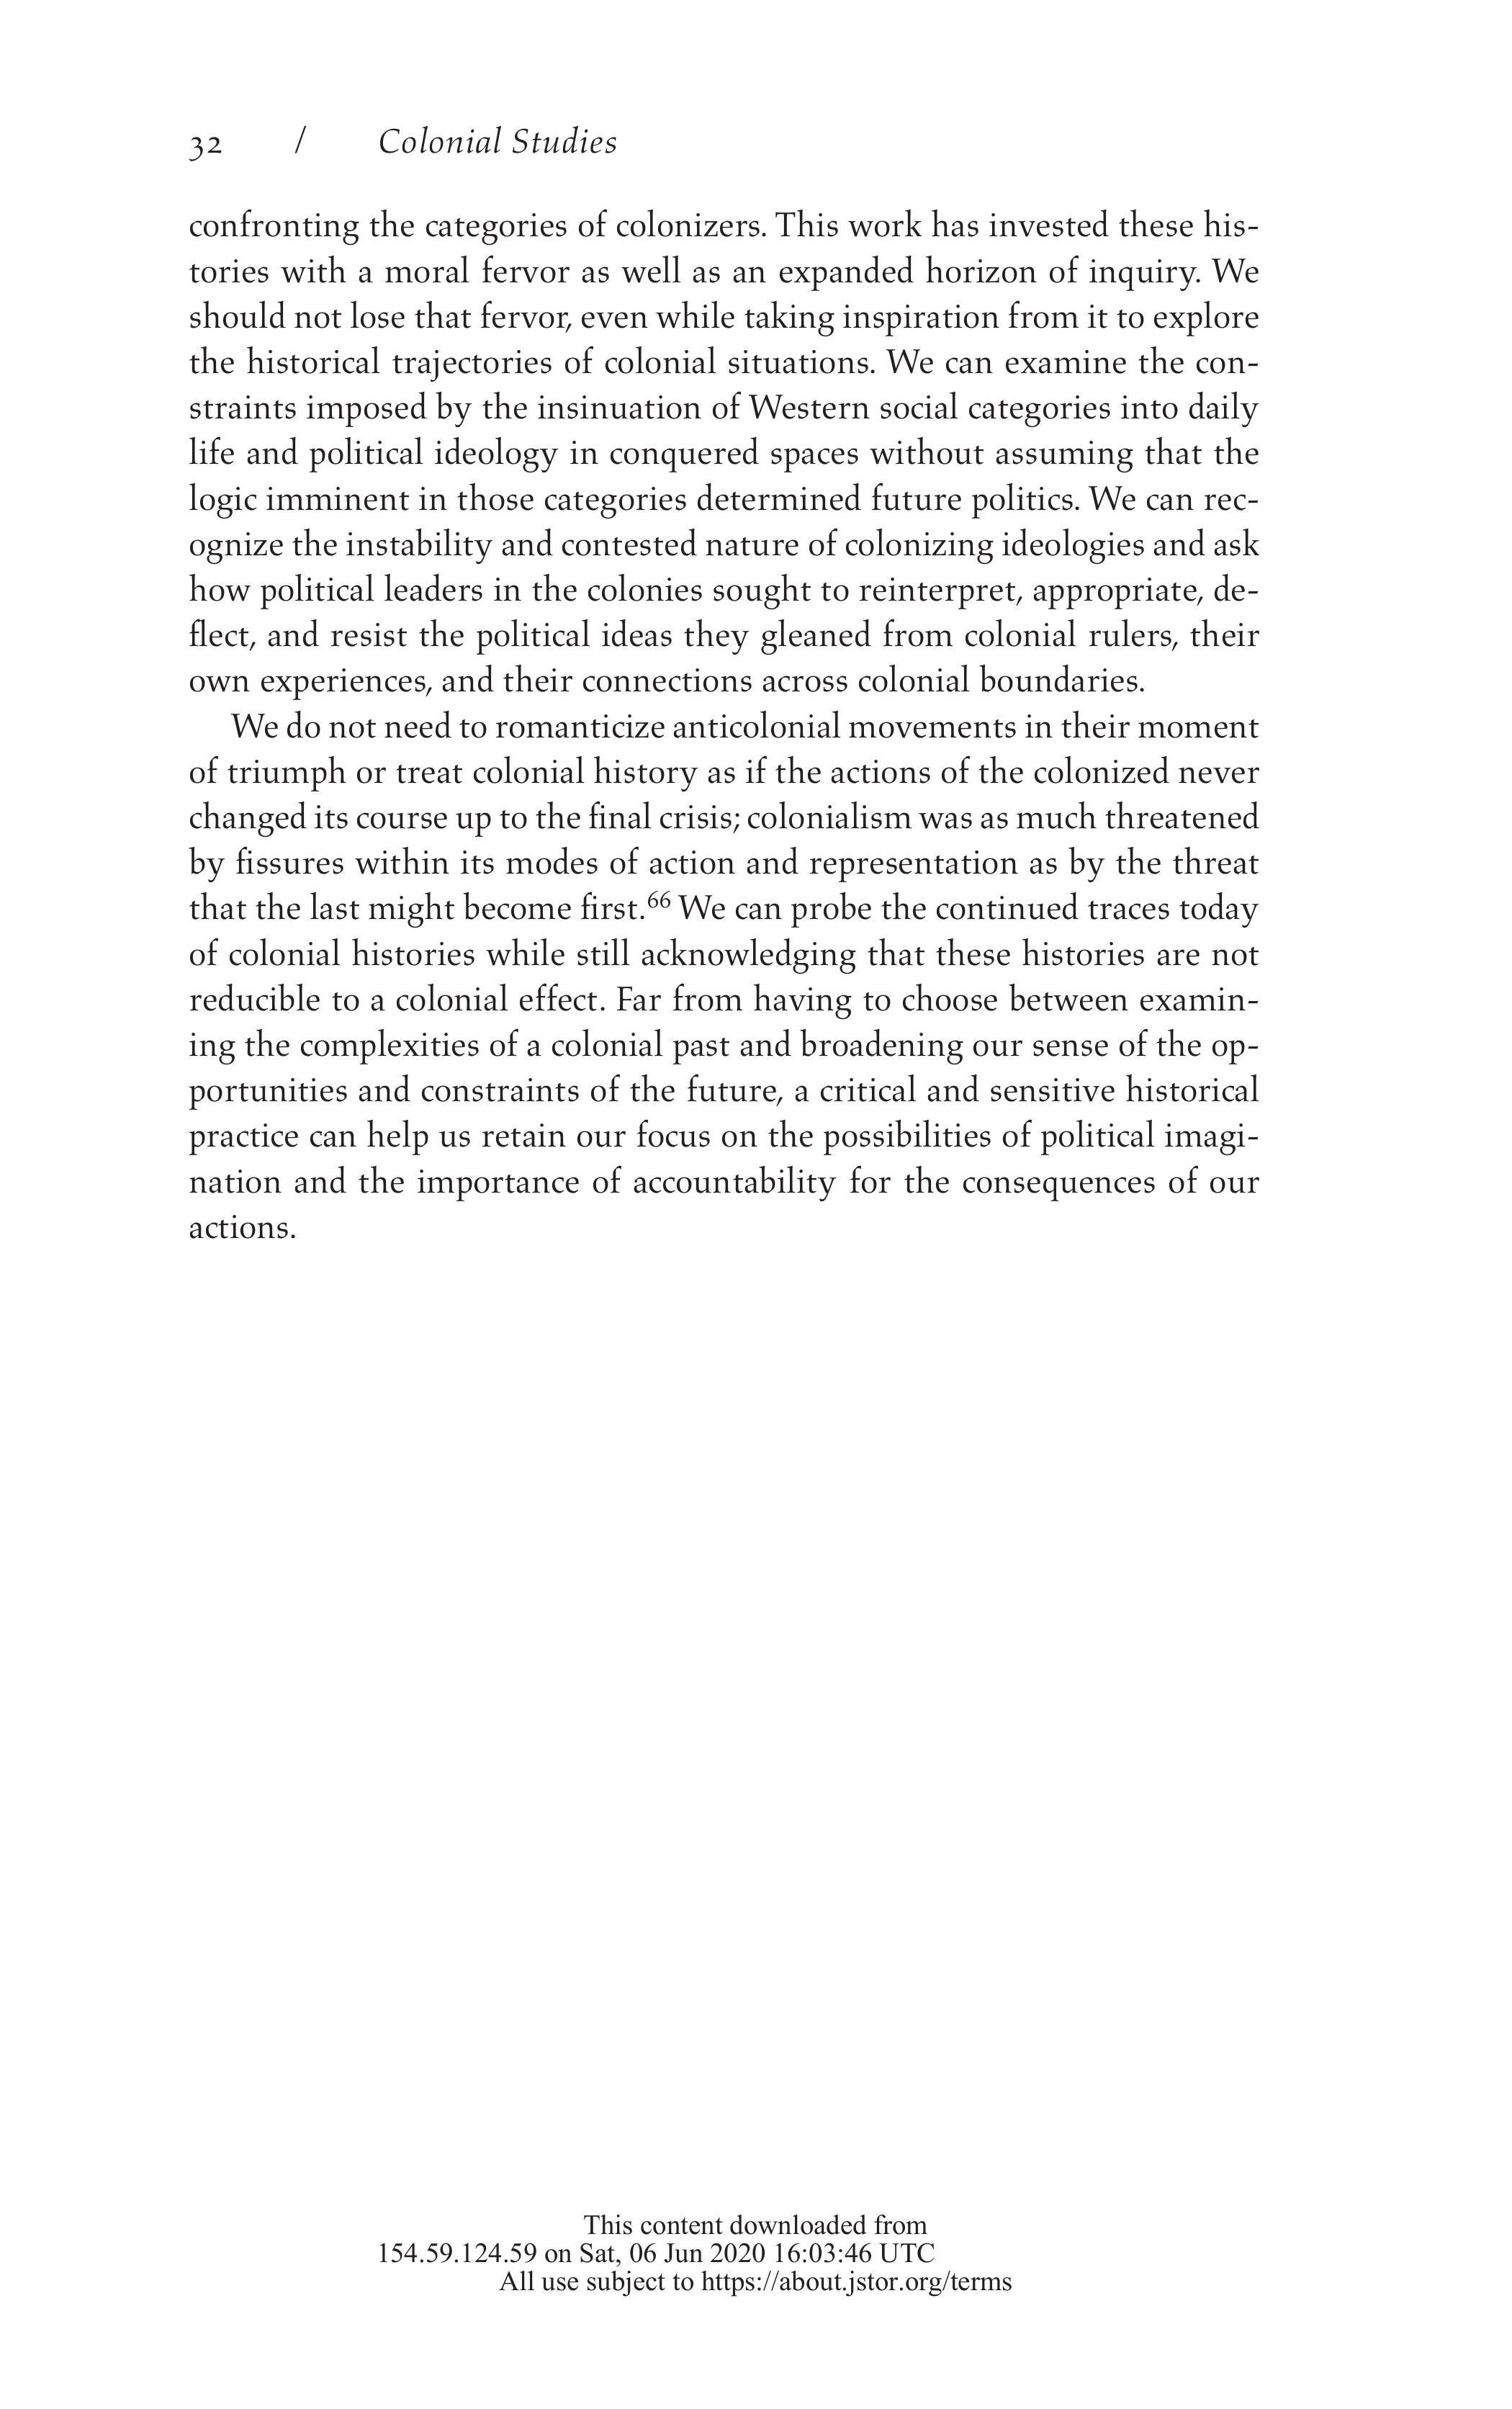 32 / Colonial Studies
confronting the categories of colonizers. This work has invested these his-
tories with a moral fervor as well as an expanded horizon of inquiry. We
should not lose that fervor, even while taking inspiration from it to explore
the historical trajectories of colonial situations. We can examine the con-
straints imposed by the insinuation of Western social categories into daily
life and political ideology in conquered spaces without assuming that the
logic imminent in those categories determined future politics. We can rec-
ognize the instability and contested nature of colonizing ideologies and ask
how political leaders in the colonies sought to reinterpret, appropriate, de-
flect, and resist the political ideas they gleaned from colonial rulers, their
own experiences, and their connections across colonial boundaries.
We do not need to romanticize anticolonial movements in their moment
of triumph or treat colonial history as if the actions of the colonized never
changed its course up to the final crisis; colonialism was as much threatened
by fissures within its modes of action and representation as by the threat
that the last might become first.66 We can probe the continued traces today
of colonial histories while still acknowledging that these histories are not
reducible to a colonial effect. Far from having to choose between examin-
ing the complexities of a colonial past and broadening our sense of the op-
portunities and constraints of the future, a critical and sensitive historical
practice can help us retain our focus on the possibilities of political imagi-
nation and the importance of accountability for the consequences of our
actions.
This content downloaded from
154.59.124.59 on Sat, 06 Jun 2020 16:03:46 UTC
All use subject to https://about.jstor.org/terms